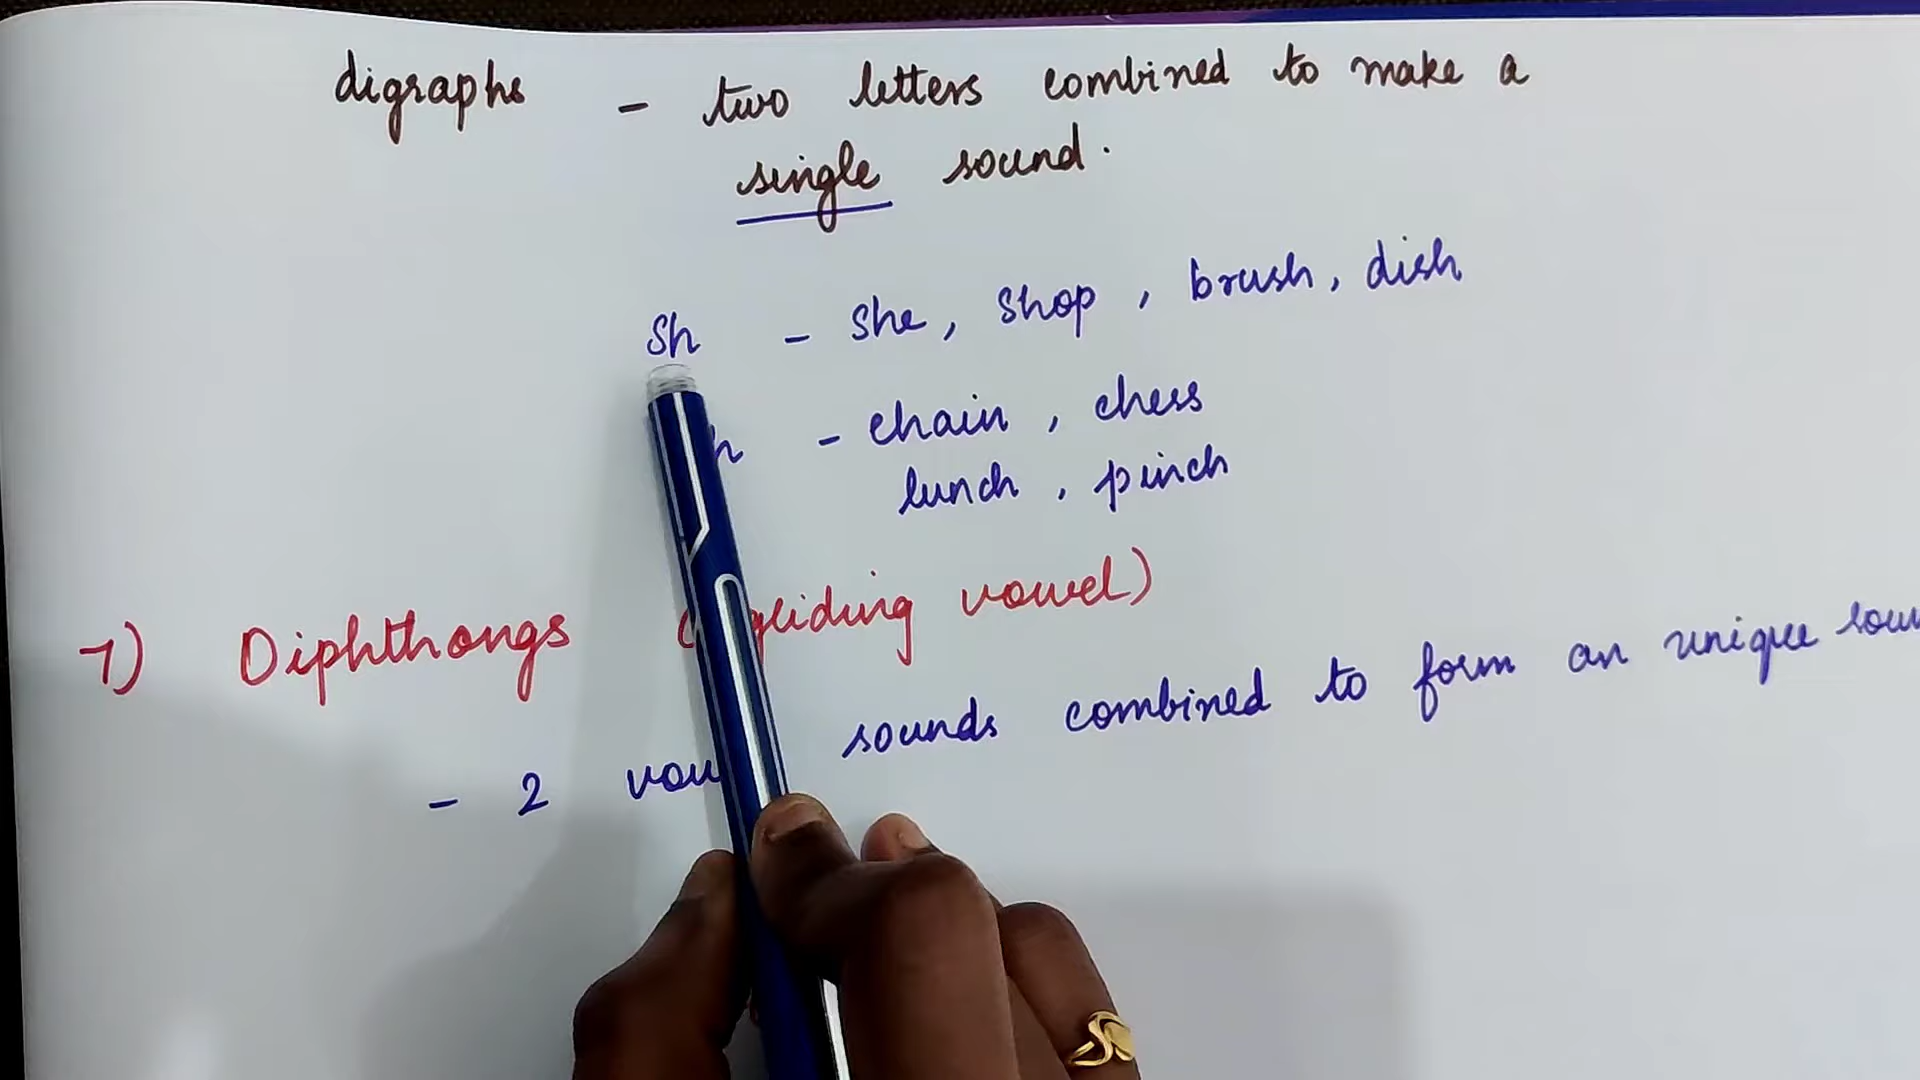 digraphs - two letters combined to make a
single sound.
sh - she, shop, brush, dish
h - chain, chess
lunch, pinch
7) Diphthongs ( gliding vowel)
- 2 sounds combined to form an unique